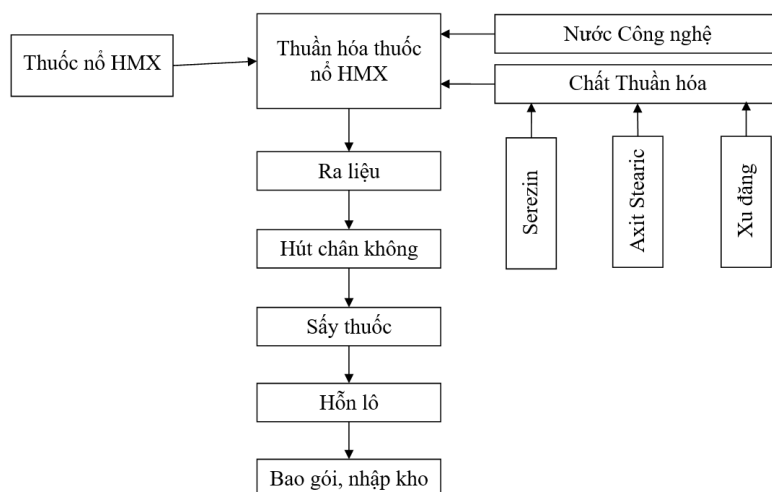 Thuốc nổ HMX
Thuần hóa thuốc
nổ HMX
Nước Công nghệ
Chất Thuần hóa
Serezin
Axit Stearic
Xu đăng
Ra liệu
Hút chân không
Sấy thuốc
Hỗn lô
Bao gói, nhập kho